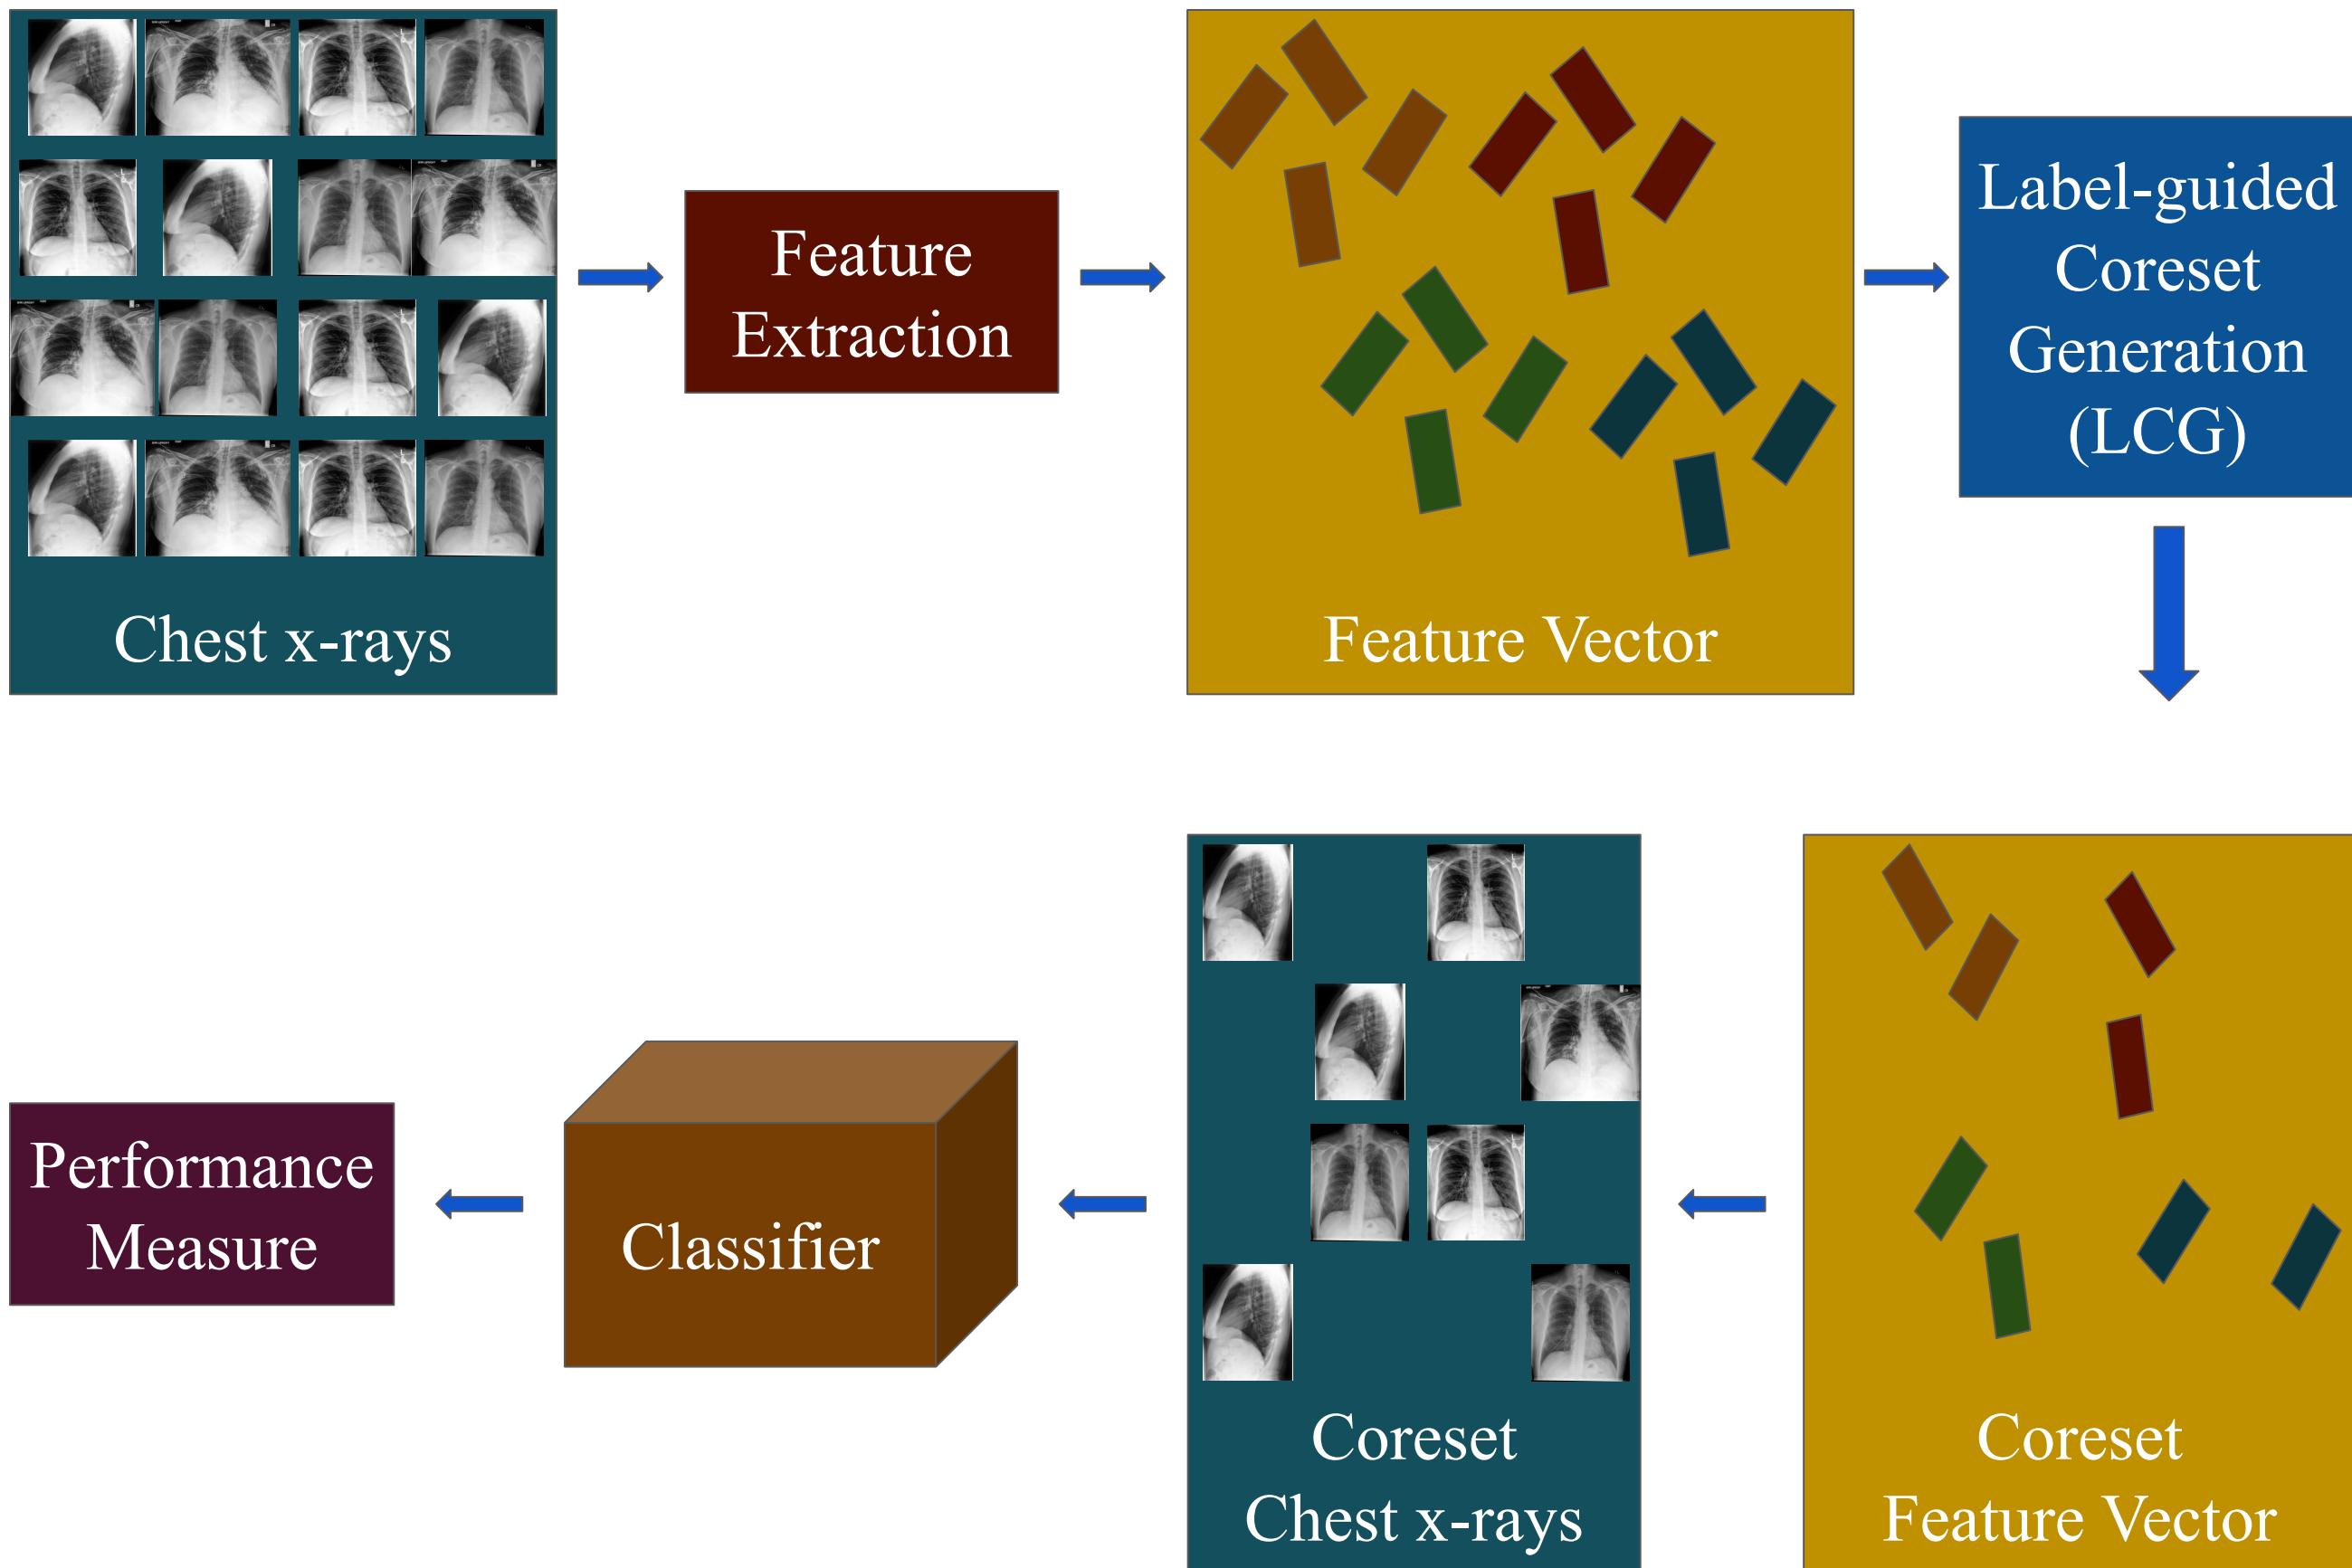 Chest x-rays
Feature
Extraction
Feature Vector
Label-guided
Coreset
Generation
(LCG)
Coreset
Feature Vector
Coreset
Chest x-rays
Classifier
Performance
Measure